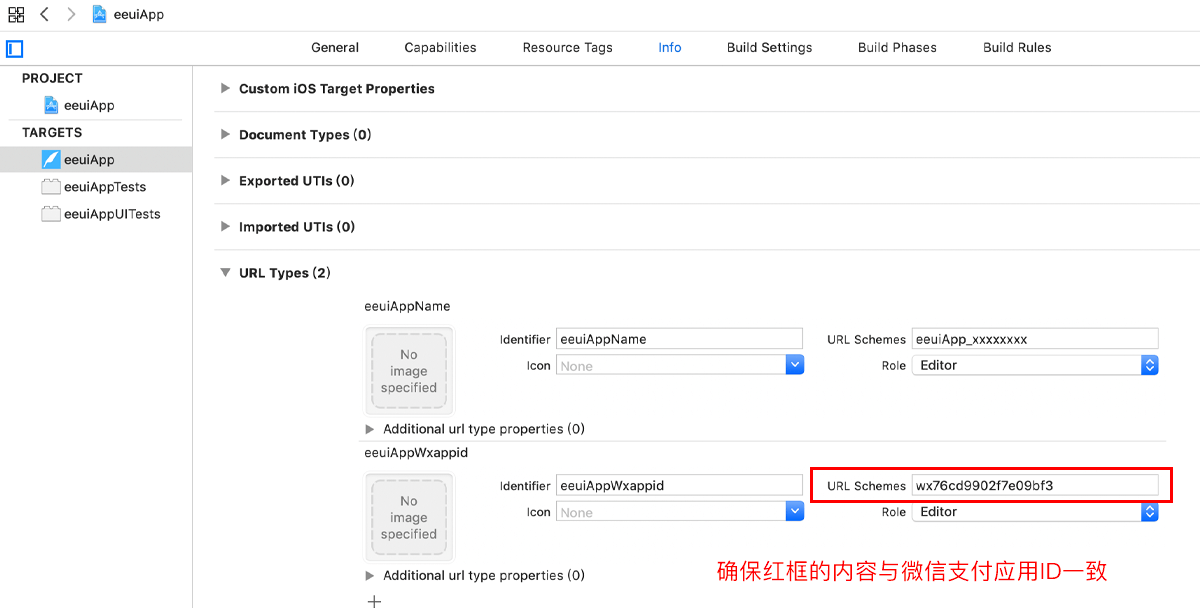 eeuiApp
General Capabilities Resource Tags Info Build Settings Build Phases Build Rules
PROJECT
eeuiApp
TARGETS
eeuiApp
eeuiAppTests
eeuiAppUITests
Custom iOS Target Properties
Document Types (0)
Exported UTIs (0)
Imported UTIs (0)
URL Types (2)
eeuiAppName
No
image
specified
Identifier eeuiAppName URL Schemes eeuiApp_xxxxxxxx
Icon None Role Editor
Additional url type properties (0)
eeuiAppWxappid
No
image
specified
Identifier eeuiAppWxappid URL Schemes wx76cd9902f7e09bf3
Icon None Role Editor
Additional url type properties (0)
确保红框的内容与微信支付应用ID一致